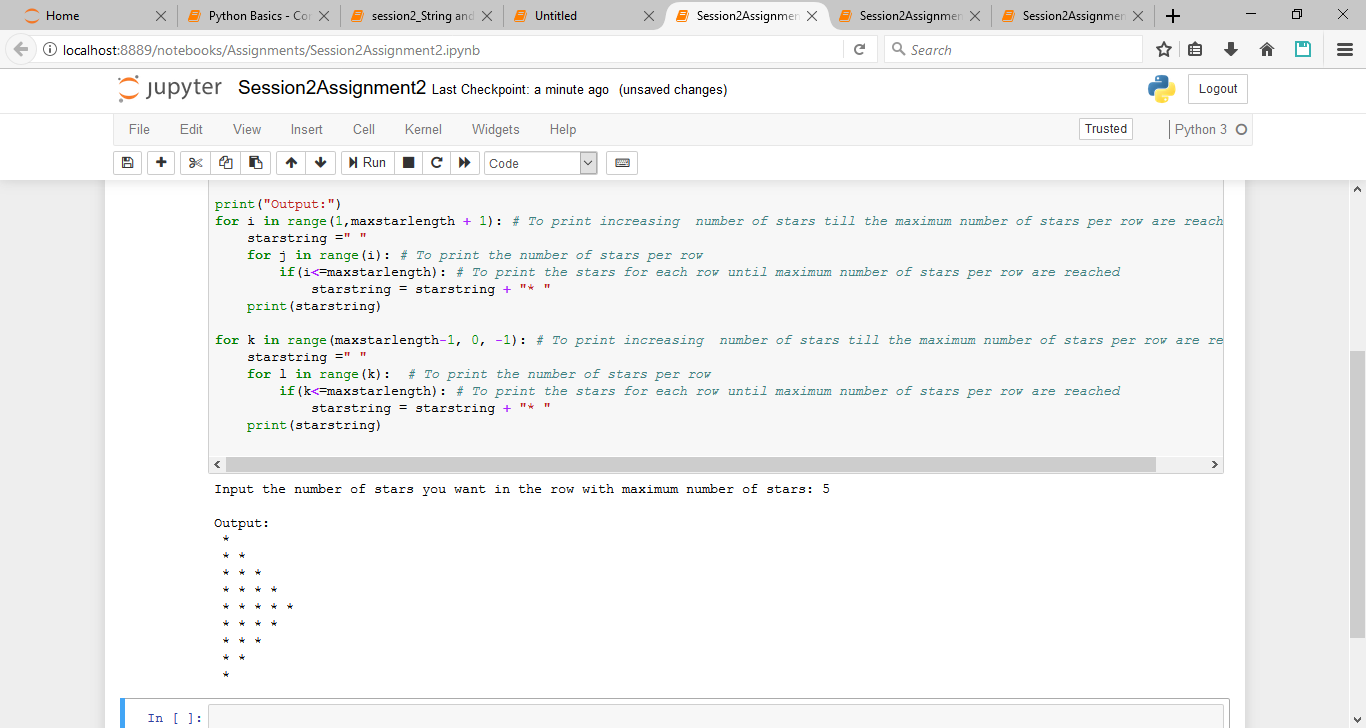 Home
Python Basics - Co
session2_String and
Untitled
Session2Assignmen
Session2Assignmen
Session2Assignmen
localhost:8889/notebooks/Assignments/Session2Assignment2.ipynb
Search
jupyter Session2Assignment2 Last Checkpoint: a minute ago (unsaved changes)
Logout
File Edit View Insert Cell Kernel Widgets Help
Trusted
Python 3
Run
Code
print("Output:")
for i in range(1,maxstarlength + 1): # To print increasing  number of stars till the maximum number of stars per row are reach
    starstring =" "
    for j in range(i): # To print the number of stars per row
        if(i<=maxstarlength): # To print the stars for each row until maximum number of stars per row are reached
            starstring = starstring + "* "
    print(starstring)
for k in range(maxstarlength-1, 0, -1): # To print increasing  number of stars till the maximum number of stars per row are re
    starstring =" "
    for l in range(k):  # To print the number of stars per row
        if(k<=maxstarlength): # To print the stars for each row until maximum number of stars per row are reached
            starstring = starstring + "* "
    print(starstring)
Input the number of stars you want in the row with maximum number of stars: 5
Output:
 *
 * *
 * * *
 * * * *
 * * * * *
 * * * *
 * * *
 * *
 *
In [ ]: